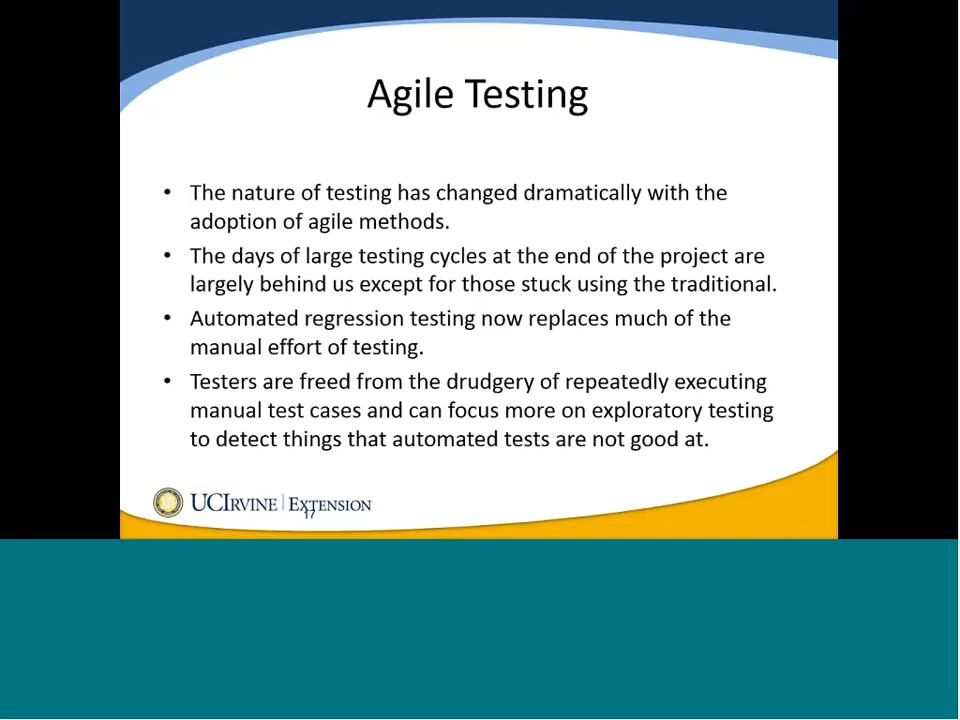 Agile Testing
• The nature of testing has changed dramatically with the
adoption of agile methods.
• The days of large testing cycles at the end of the project are
largely behind us except for those stuck using the traditional.
• Automated regression testing now replaces much of the
manual effort of testing.
• Testers are freed from the drudgery of repeatedly executing
manual test cases and can focus more on exploratory testing
to detect things that automated tests are not good at.
UCIRVINE | EXTENSION
17